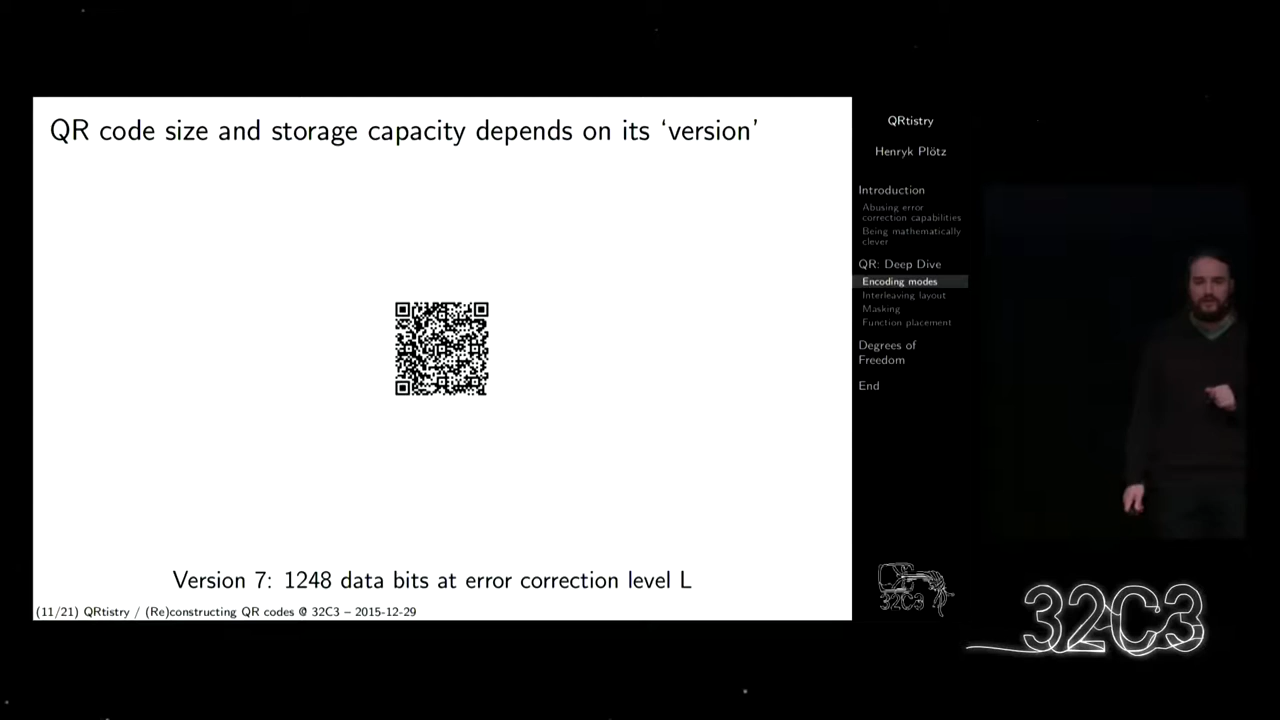 QR code size and storage capacity depends on its ‘version’
Version 7: 1248 data bits at error correction level L
(11/21) QRtistry / (Re)constructing QR codes @ 32C3 – 2015-12-29
QRtistry
Henryk Plötz
Introduction
Abusing error
correction capabilities
Being mathematically
clever
QR: Deep Dive
Encoding modes
Interleaving layout
Masking
Function placement
Degrees of
Freedom
End
32C3
32C3